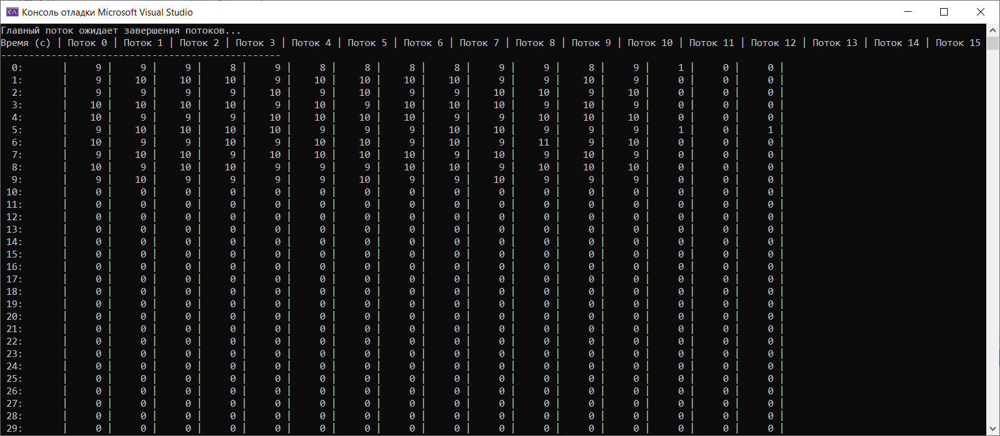 Консоль отладки Microsoft Visual Studio
Главный поток ожидает завершения потоков...
Время (с) | Поток 0 | Поток 1 | Поток 2 | Поток 3 | Поток 4 | Поток 5 | Поток 6 | Поток 7 | Поток 8 | Поток 9 | Поток 10 | Поток 11 | Поток 12 | Поток 13 | Поток 14 | Поток 15
--------------------------------------------------
0: | 9 | 9 | 9 | 8 | 9 | 8 | 8 | 8 | 8 | 9 | 9 | 8 | 9 | 1 | 0 | 0 |
1: | 9 | 10 | 10 | 10 | 9 | 10 | 10 | 10 | 10 | 9 | 9 | 10 | 9 | 0 | 0 | 0 |
2: | 9 | 9 | 9 | 9 | 10 | 9 | 10 | 9 | 9 | 10 | 10 | 9 | 10 | 0 | 0 | 0 |
3: | 10 | 10 | 10 | 10 | 9 | 10 | 9 | 10 | 10 | 10 | 9 | 10 | 9 | 0 | 0 | 0 |
4: | 10 | 9 | 9 | 9 | 10 | 10 | 10 | 10 | 9 | 9 | 10 | 10 | 10 | 0 | 0 | 0 |
5: | 9 | 10 | 10 | 10 | 10 | 9 | 9 | 9 | 10 | 10 | 9 | 9 | 9 | 1 | 0 | 1 |
6: | 10 | 9 | 9 | 10 | 9 | 10 | 10 | 9 | 10 | 9 | 11 | 9 | 10 | 0 | 0 | 0 |
7: | 9 | 10 | 10 | 9 | 10 | 10 | 10 | 10 | 9 | 10 | 9 | 10 | 9 | 0 | 0 | 0 |
8: | 10 | 9 | 10 | 10 | 9 | 9 | 9 | 10 | 10 | 9 | 10 | 10 | 10 | 0 | 0 | 0 |
9: | 9 | 10 | 9 | 9 | 9 | 9 | 10 | 9 | 9 | 10 | 9 | 9 | 9 | 0 | 0 | 0 |
10: | 0 | 0 | 0 | 0 | 0 | 0 | 0 | 0 | 0 | 0 | 0 | 0 | 0 | 0 | 0 | 0 |
11: | 0 | 0 | 0 | 0 | 0 | 0 | 0 | 0 | 0 | 0 | 0 | 0 | 0 | 0 | 0 | 0 |
12: | 0 | 0 | 0 | 0 | 0 | 0 | 0 | 0 | 0 | 0 | 0 | 0 | 0 | 0 | 0 | 0 |
13: | 0 | 0 | 0 | 0 | 0 | 0 | 0 | 0 | 0 | 0 | 0 | 0 | 0 | 0 | 0 | 0 |
14: | 0 | 0 | 0 | 0 | 0 | 0 | 0 | 0 | 0 | 0 | 0 | 0 | 0 | 0 | 0 | 0 |
15: | 0 | 0 | 0 | 0 | 0 | 0 | 0 | 0 | 0 | 0 | 0 | 0 | 0 | 0 | 0 | 0 |
16: | 0 | 0 | 0 | 0 | 0 | 0 | 0 | 0 | 0 | 0 | 0 | 0 | 0 | 0 | 0 | 0 |
17: | 0 | 0 | 0 | 0 | 0 | 0 | 0 | 0 | 0 | 0 | 0 | 0 | 0 | 0 | 0 | 0 |
18: | 0 | 0 | 0 | 0 | 0 | 0 | 0 | 0 | 0 | 0 | 0 | 0 | 0 | 0 | 0 | 0 |
19: | 0 | 0 | 0 | 0 | 0 | 0 | 0 | 0 | 0 | 0 | 0 | 0 | 0 | 0 | 0 | 0 |
20: | 0 | 0 | 0 | 0 | 0 | 0 | 0 | 0 | 0 | 0 | 0 | 0 | 0 | 0 | 0 | 0 |
21: | 0 | 0 | 0 | 0 | 0 | 0 | 0 | 0 | 0 | 0 | 0 | 0 | 0 | 0 | 0 | 0 |
22: | 0 | 0 | 0 | 0 | 0 | 0 | 0 | 0 | 0 | 0 | 0 | 0 | 0 | 0 | 0 | 0 |
23: | 0 | 0 | 0 | 0 | 0 | 0 | 0 | 0 | 0 | 0 | 0 | 0 | 0 | 0 | 0 | 0 |
24: | 0 | 0 | 0 | 0 | 0 | 0 | 0 | 0 | 0 | 0 | 0 | 0 | 0 | 0 | 0 | 0 |
25: | 0 | 0 | 0 | 0 | 0 | 0 | 0 | 0 | 0 | 0 | 0 | 0 | 0 | 0 | 0 | 0 |
26: | 0 | 0 | 0 | 0 | 0 | 0 | 0 | 0 | 0 | 0 | 0 | 0 | 0 | 0 | 0 | 0 |
27: | 0 | 0 | 0 | 0 | 0 | 0 | 0 | 0 | 0 | 0 | 0 | 0 | 0 | 0 | 0 | 0 |
28: | 0 | 0 | 0 | 0 | 0 | 0 | 0 | 0 | 0 | 0 | 0 | 0 | 0 | 0 | 0 | 0 |
29: | 0 | 0 | 0 | 0 | 0 | 0 | 0 | 0 | 0 | 0 | 0 | 0 | 0 | 0 | 0 | 0 |